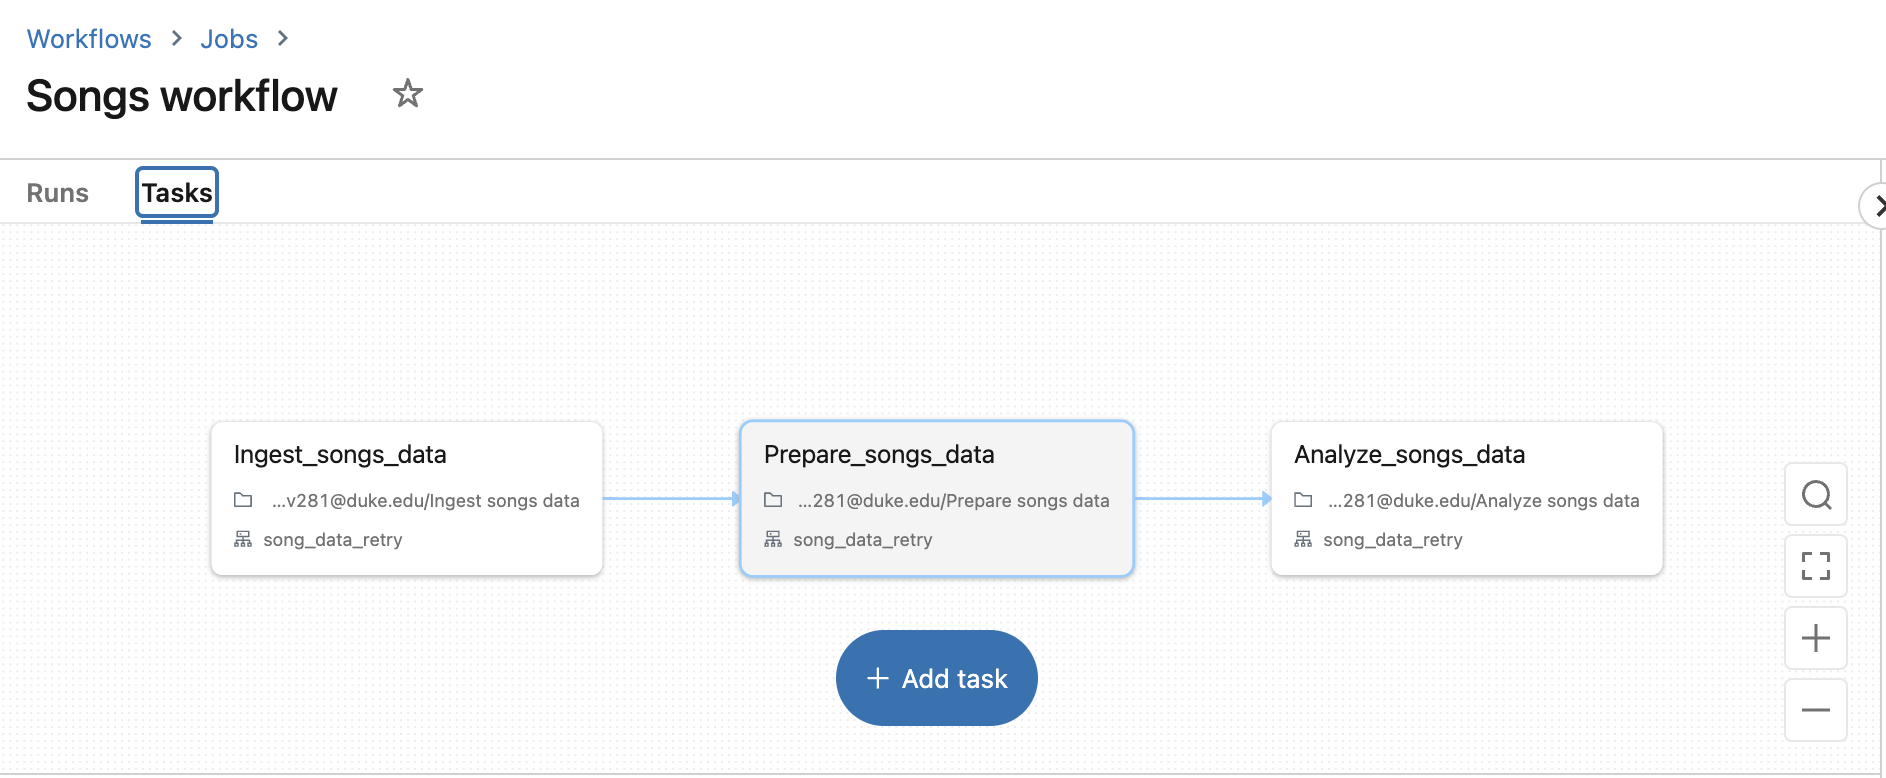 Workflows > Jobs >
Songs workflow
Runs Tasks
Ingest_songs_data
...v281@duke.edu/Ingest songs data
song_data_retry
Prepare_songs_data
...281@duke.edu/Prepare songs data
song_data_retry
Analyze_songs_data
...281@duke.edu/Analyze songs data
song_data_retry
+ Add task